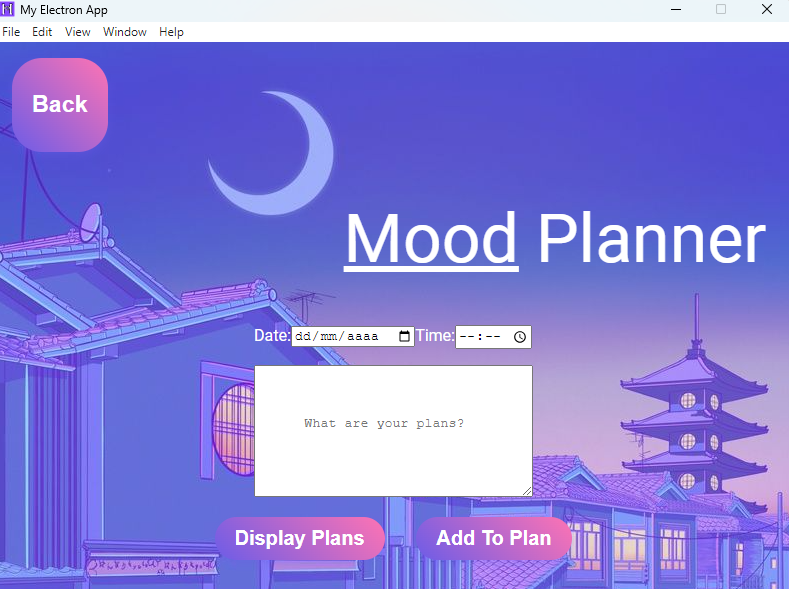 My Electron App
File Edit View Window Help
Back
Mood Planner
Date: dd/mm/aaaa Time: --:--
What are your plans?
Display Plans Add To Plan